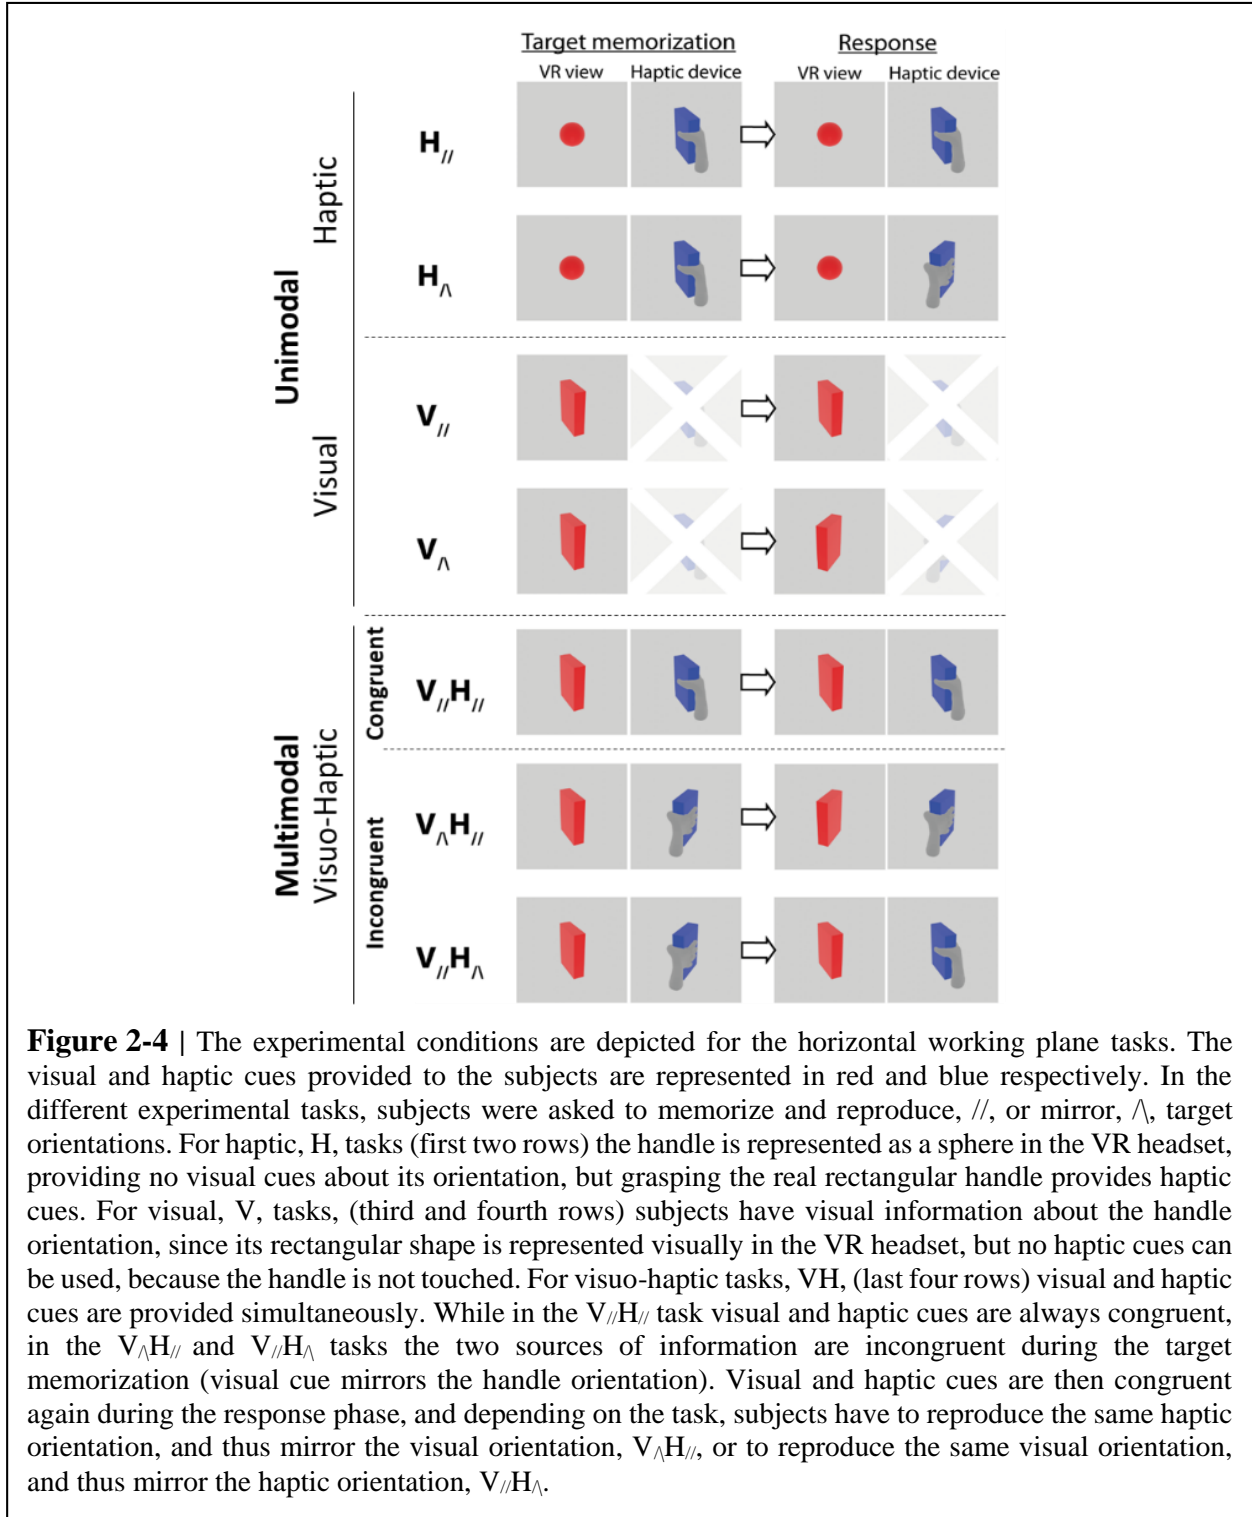 Target memorization Response
VR view Haptic device VR view Haptic device
Unimodal
Haptic
H//
H/\
Visual
V//
V/\
Multimodal
Visuo-Haptic
Congruent
V//H//
Incongruent
V/\H//
V//H/\
Figure 2-4 | The experimental conditions are depicted for the horizontal working plane tasks. The
visual and haptic cues provided to the subjects are represented in red and blue respectively. In the
different experimental tasks, subjects were asked to memorize and reproduce, //, or mirror, /\, target
orientations. For haptic, H, tasks (first two rows) the handle is represented as a sphere in the VR headset,
providing no visual cues about its orientation, but grasping the real rectangular handle provides haptic
cues. For visual, V, tasks, (third and fourth rows) subjects have visual information about the handle
orientation, since its rectangular shape is represented visually in the VR headset, but no haptic cues can
be used, because the handle is not touched. For visuo-haptic tasks, VH, (last four rows) visual and haptic
cues are provided simultaneously. While in the V//H// task visual and haptic cues are always congruent,
in the V/\H// and V//H/\ tasks the two sources of information are incongruent during the target
memorization (visual cue mirrors the handle orientation). Visual and haptic cues are then congruent
again during the response phase, and depending on the task, subjects have to reproduce the same haptic
orientation, and thus mirror the visual orientation, V/\H//, or to reproduce the same visual orientation,
and thus mirror the haptic orientation, V//H/\.